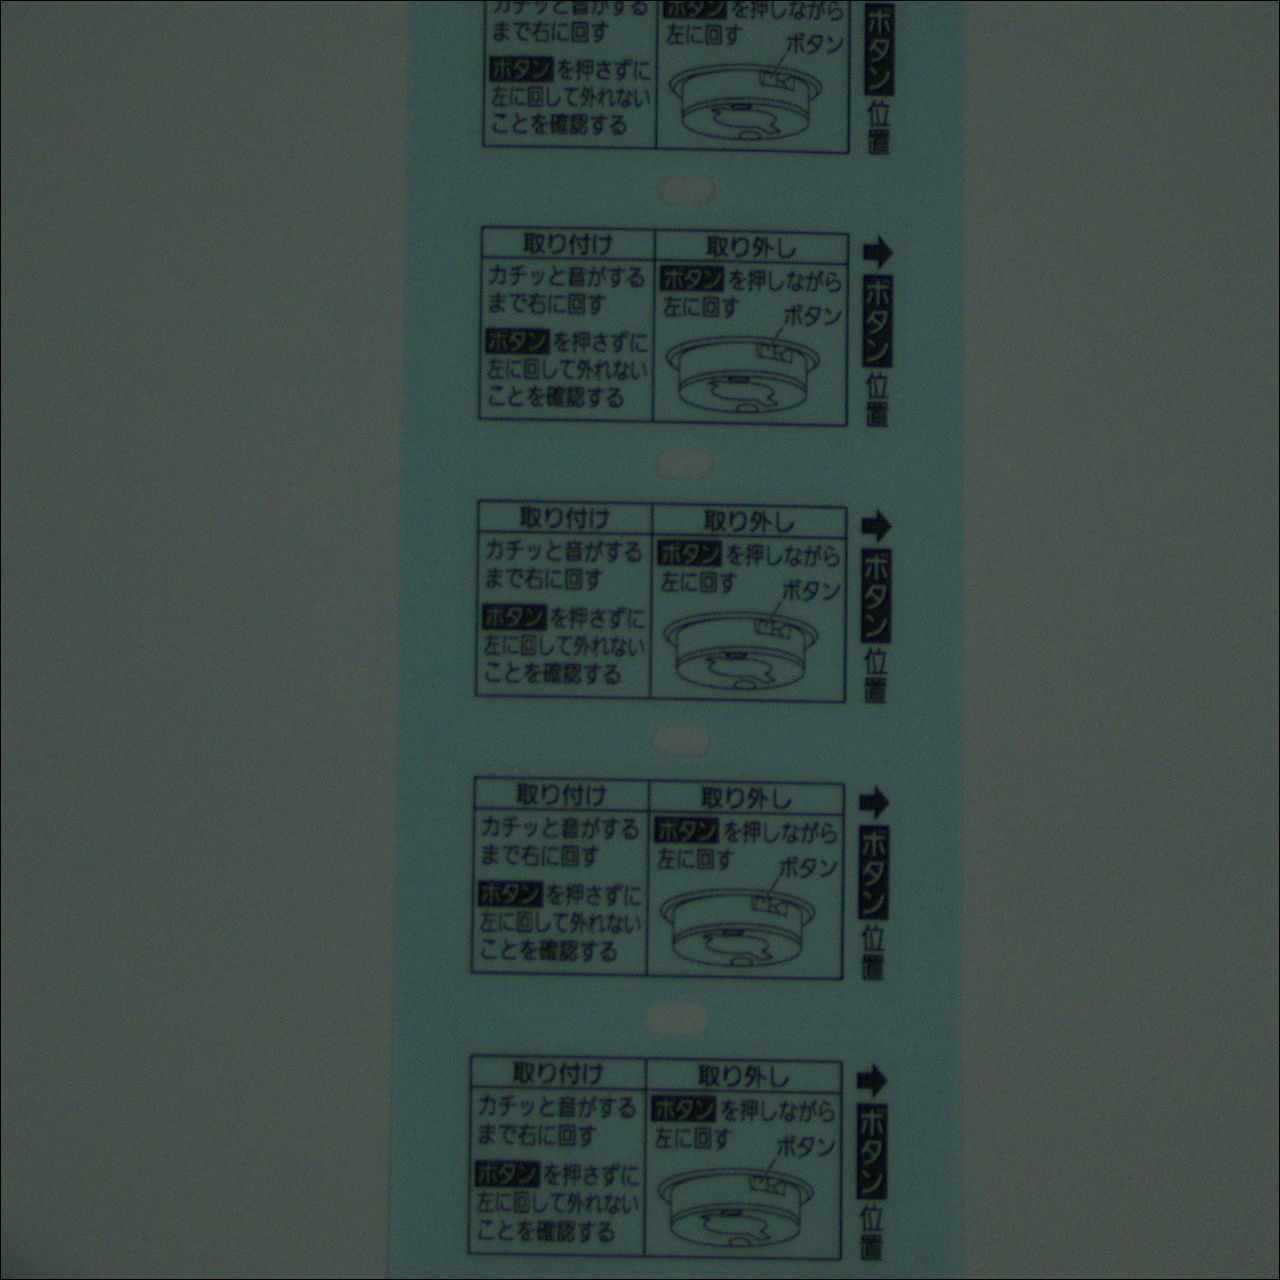 カチッと音がする
まで右に回す
ボタンを押さずに
左に回して外れない
ことを確認する
ボタンを押しながら
左に回す
ボタン
ボタン位置
取り付け
カチッと音がする
まで右に回す
ボタンを押さずに
左に回して外れない
ことを確認する
取り外し
ボタンを押しながら
左に回す
ボタン
➡ボタン位置
取り付け
カチッと音がする
まで右に回す
ボタンを押さずに
左に回して外れない
ことを確認する
取り外し
ボタンを押しながら
左に回す
ボタン
➡ボタン位置
取り付け
カチッと音がする
まで右に回す
ボタンを押さずに
左に回して外れない
ことを確認する
取り外し
ボタンを押しながら
左に回す
ボタン
➡ボタン位置
取り付け
カチッと音がする
まで右に回す
ボタンを押さずに
左に回して外れない
ことを確認する
取り外し
ボタンを押しながら
左に回す
ボタン
➡ボタン位置